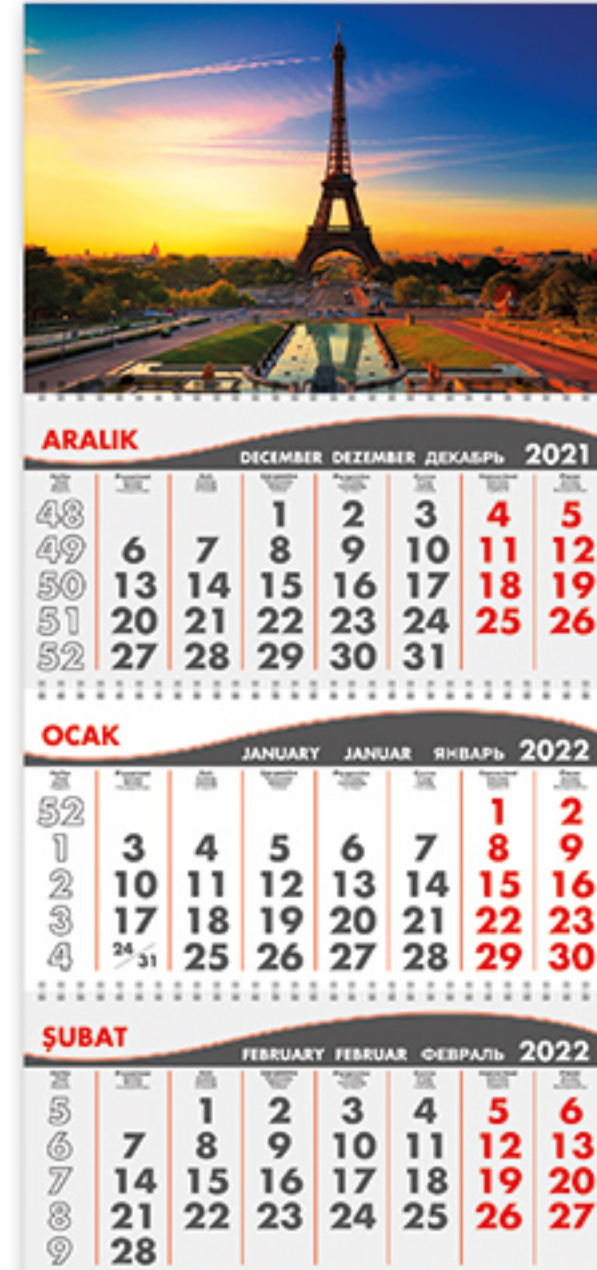 ARALIK
DECEMBER DEZEMBER ДЕКАБРЬ 2021
48 1 2 3 4 5
49 6 7 8 9 10 11 12
50 13 14 15 16 17 18 19
51 20 21 22 23 24 25 26
52 27 28 29 30 31
OCAK
JANUARY JANUAR ЯНВАРЬ 2022
52 1 2
1 3 4 5 6 7 8 9
2 10 11 12 13 14 15 16
3 17 18 19 20 21 22 23
4 24/31 25 26 27 28 29 30
ŞUBAT
FEBRUARY FEBRUAR ФЕВРАЛЬ 2022
5 1 2 3 4 5 6
6 7 8 9 10 11 12 13
7 14 15 16 17 18 19 20
8 21 22 23 24 25 26 27
9 28